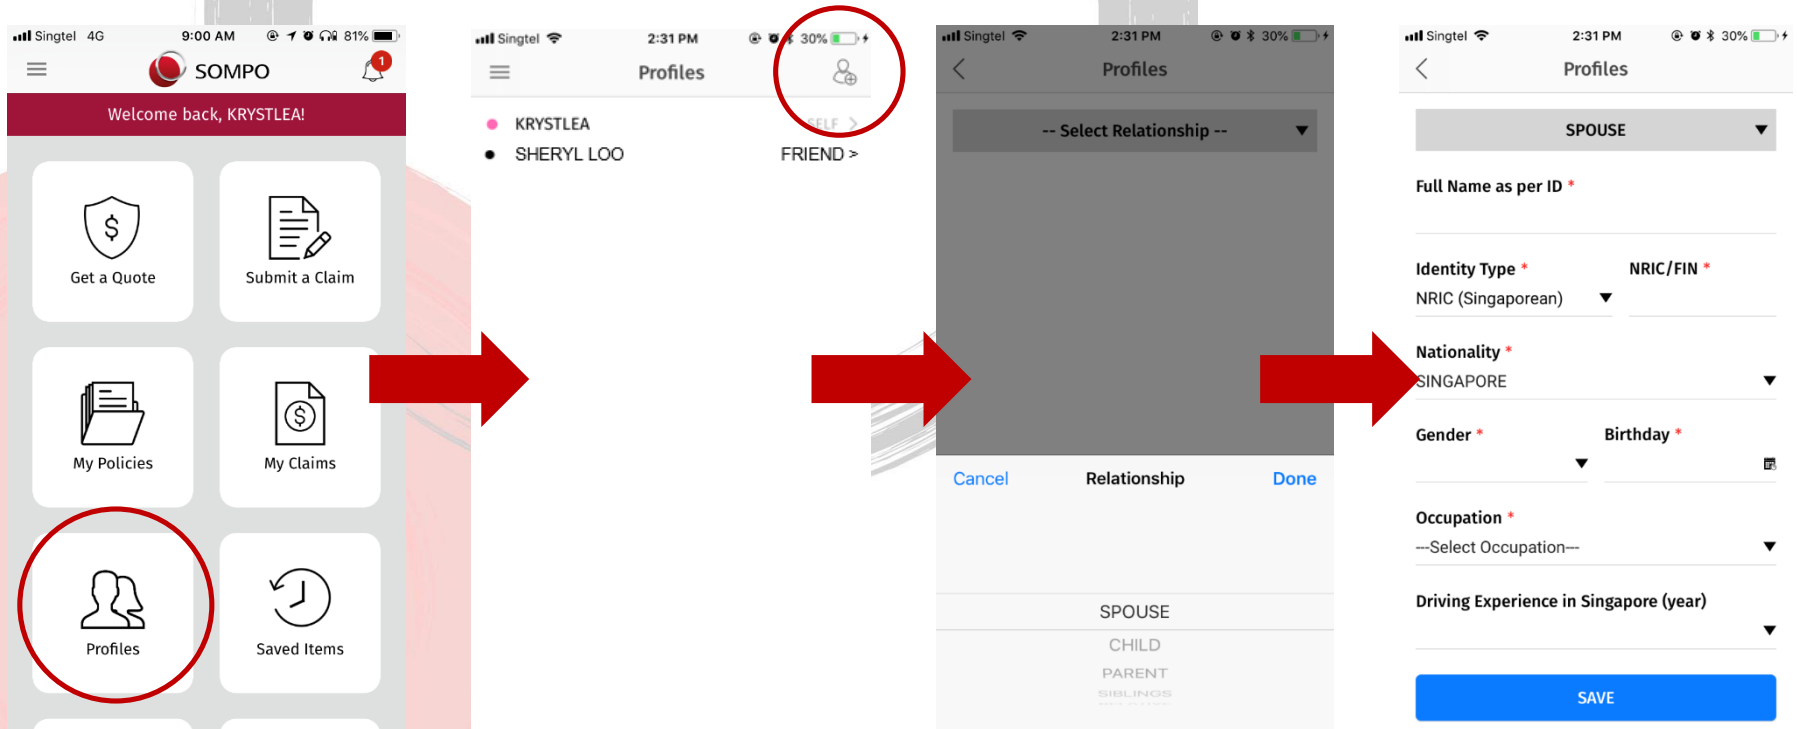 Singtel 4G 9:00 AM 81%
SOMPO 1
Welcome back, KRYSTLEA!
Get a Quote
Submit a Claim
$
My Policies
My Claims
Profiles
Saved Items
Singtel 2:31 PM 30%
Profiles
KRYSTLEA SELF >
SHERYL LOO FRIEND >
Singtel 2:31 PM 30%
Profiles
-- Select Relationship --
Cancel Relationship Done
SPOUSE
CHILD
PARENT
SIBLINGS
Singtel 2:31 PM 30%
Profiles
SPOUSE
Full Name as per ID *
Identity Type * NRIC/FIN *
NRIC (Singaporean)
Nationality *
SINGAPORE
Gender * Birthday *
Occupation *
---Select Occupation---
Driving Experience in Singapore (year)
SAVE